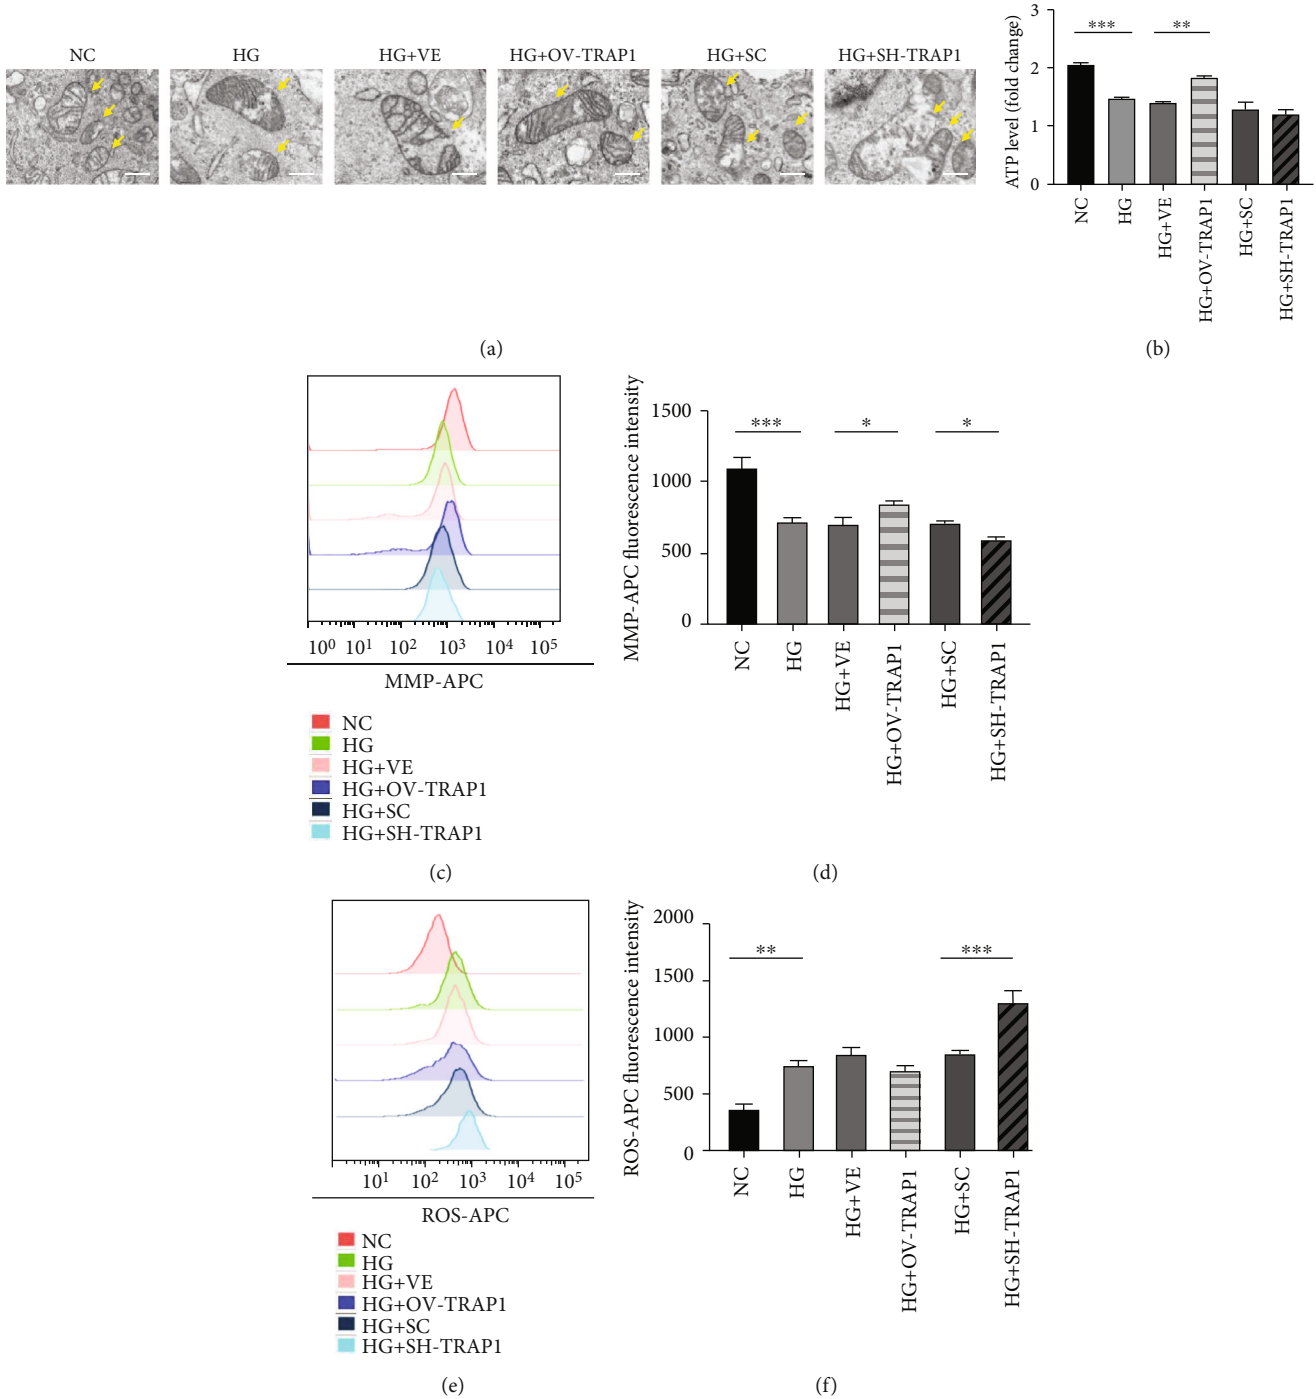 NC
HG
HG+VE
HG+OV-TRAP1
HG+SC
HG+SH-TRAP1
(a)
ATP level (fold change)
3
2
1
0
***
**
NC
HG
HG+VE
HG+OV-TRAP1
HG+SC
HG+SH-TRAP1
(b)
10⁰ 10¹ 10² 10³ 10⁴ 10⁵
MMP-APC
NC
HG
HG+VE
HG+OV-TRAP1
HG+SC
HG+SH-TRAP1
(c)
MMP-APC fluorescence intensity
1500
1000
500
0
***
*
*
NC
HG
HG+VE
HG+OV-TRAP1
HG+SC
HG+SH-TRAP1
(d)
10¹ 10² 10³ 10⁴ 10⁵
ROS-APC
NC
HG
HG+VE
HG+OV-TRAP1
HG+SC
HG+SH-TRAP1
(e)
ROS-APC fluorescence intensity
2000
1500
1000
500
0
**
***
NC
HG
HG+VE
HG+OV-TRAP1
HG+SC
HG+SH-TRAP1
(f)